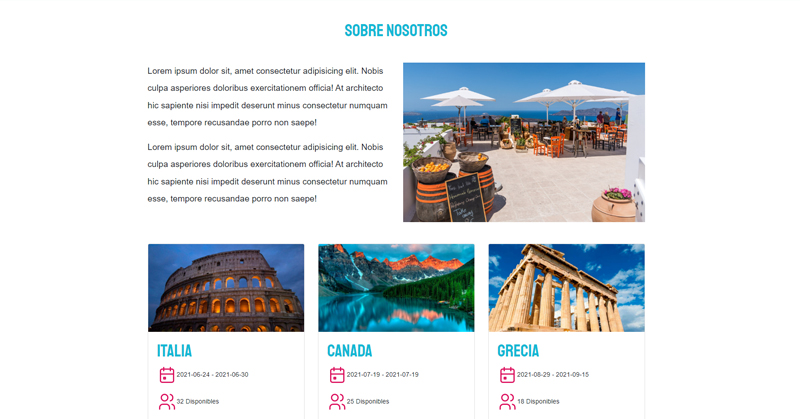 SOBRE NOSOTROS
Lorem ipsum dolor sit, amet consectetur adipisicing elit. Nobis
culpa asperiores doloribus exercitationem officia! At architecto
hic sapiente nisi impedit deserunt minus consectetur numquam
esse, tempore recusandae porro non saepe!
Lorem ipsum dolor sit, amet consectetur adipisicing elit. Nobis
culpa asperiores doloribus exercitationem officia! At architecto
hic sapiente nisi impedit deserunt minus consectetur numquam
esse, tempore recusandae porro non saepe!
ITALIA
2021-06-24 - 2021-06-30
32 Disponibles
CANADA
2021-07-19 - 2021-07-19
25 Disponibles
GRECIA
2021-08-29 - 2021-09-15
18 Disponibles